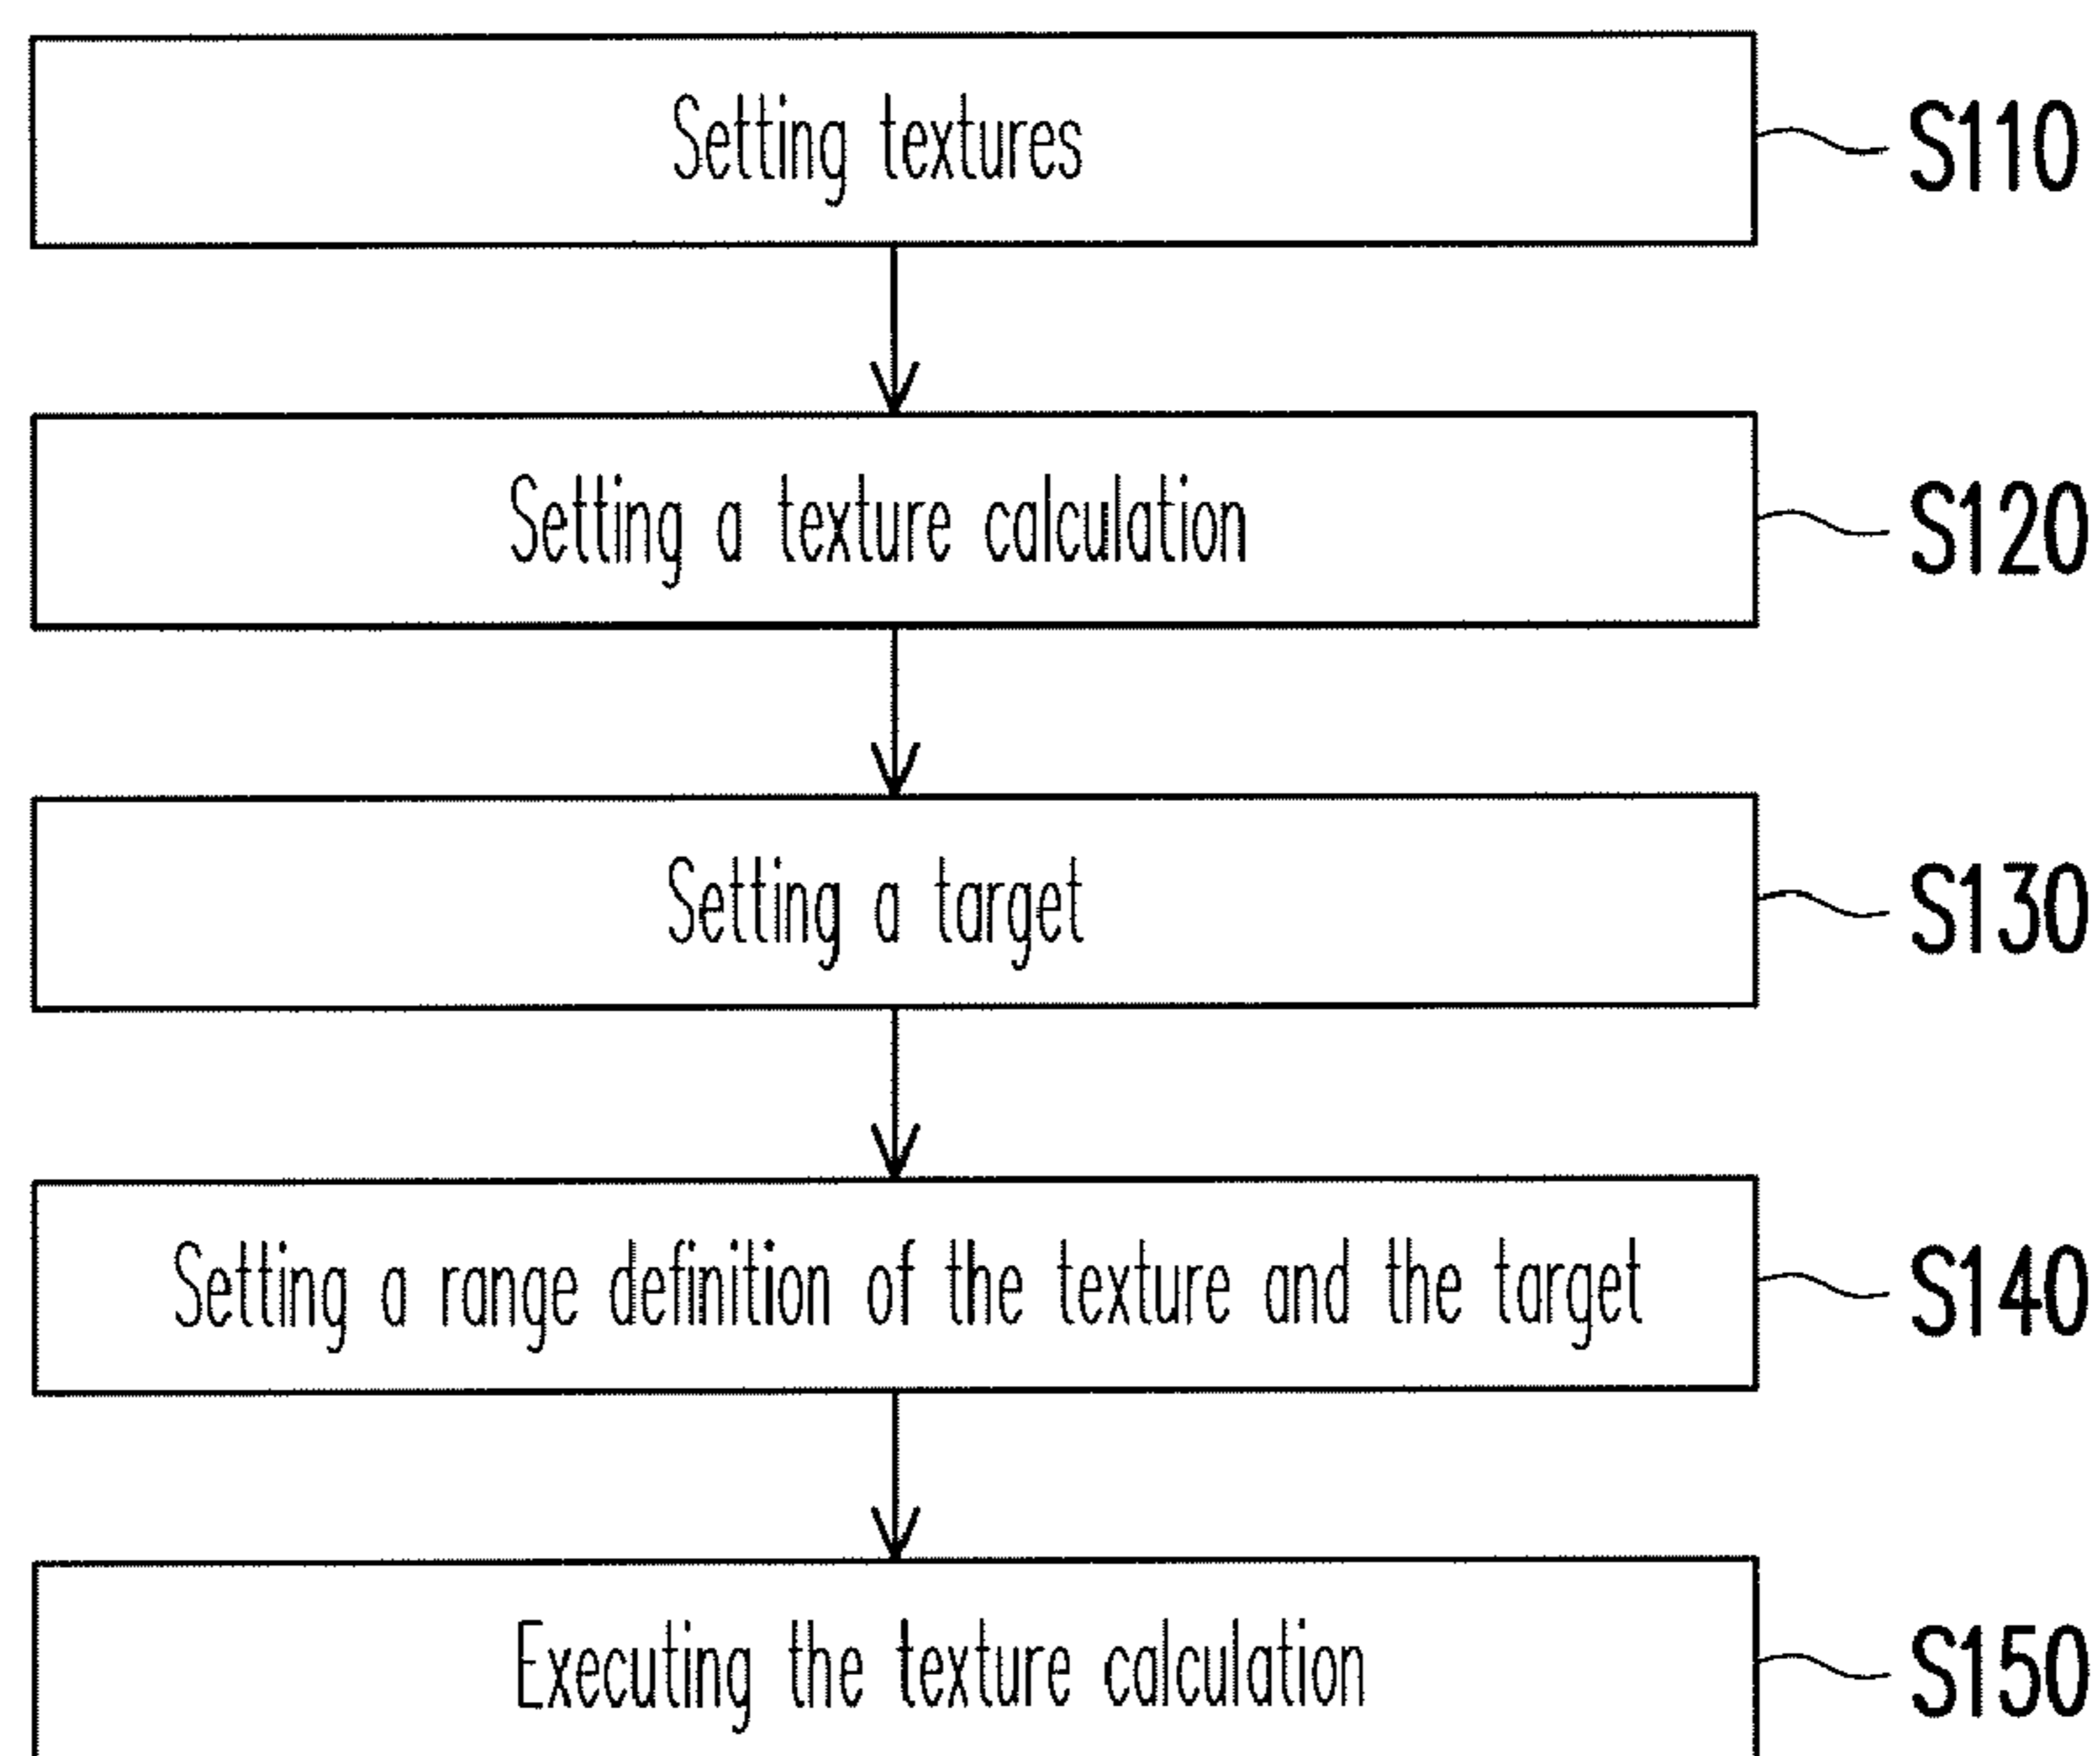 Setting textures S110
Setting a texture calculation S120
Setting a target S130
Setting a range definition of the texture and the target S140
Executing the texture calculation S150